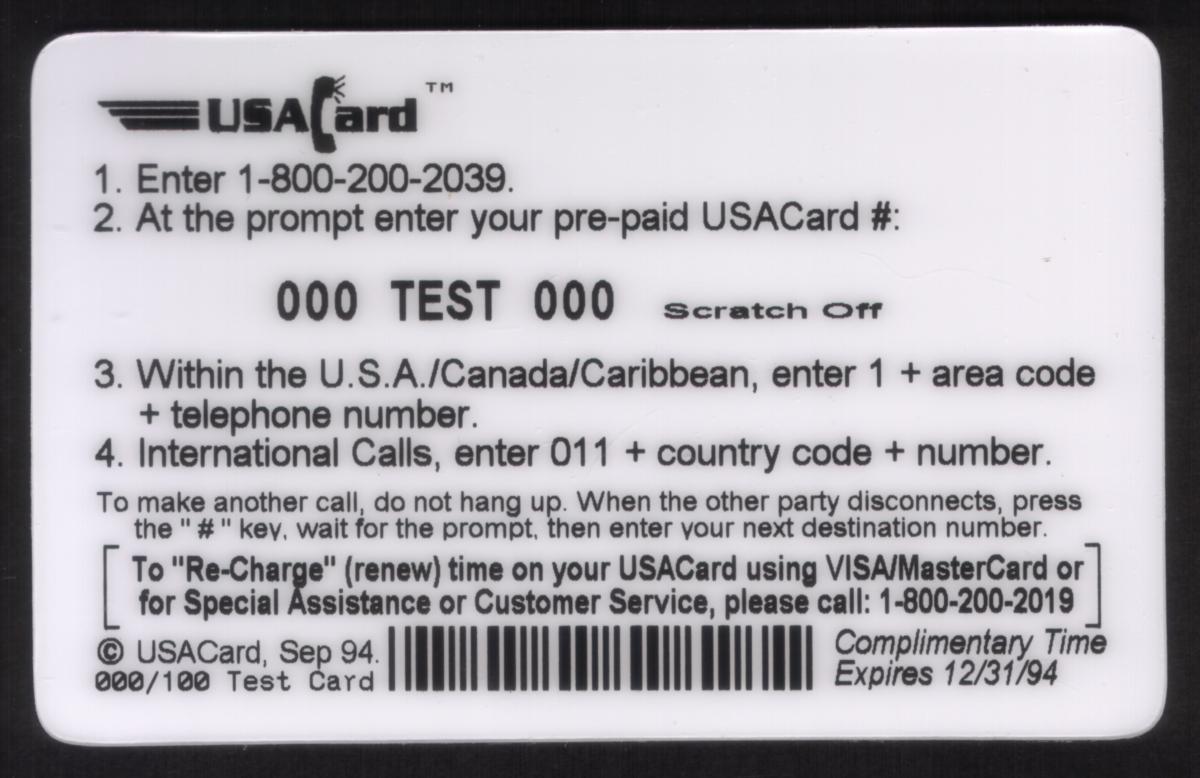 USACard ™
1. Enter 1-800-200-2039.
2. At the prompt enter your pre-paid USACard #:
000 TEST 000 Scratch Off
3. Within the U.S.A./Canada/Caribbean, enter 1 + area code
+ telephone number.
4. International Calls, enter 011 + country code + number.
To make another call, do not hang up. When the other party disconnects, press
the "#" key, wait for the prompt, then enter your next destination number.
To "Re-Charge" (renew) time on your USACard using VISA/MasterCard or
for Special Assistance or Customer Service, please call: 1-800-200-2019
© USACard, Sep 94.
000/100 Test Card
Complimentary Time
Expires 12/31/94